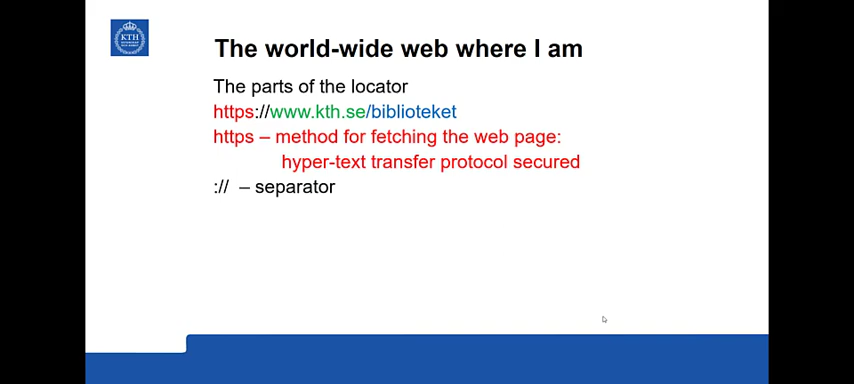 KTH
The world-wide web where I am
The parts of the locator
https://www.kth.se/biblioteket
https – method for fetching the web page:
hyper-text transfer protocol secured
:// – separator